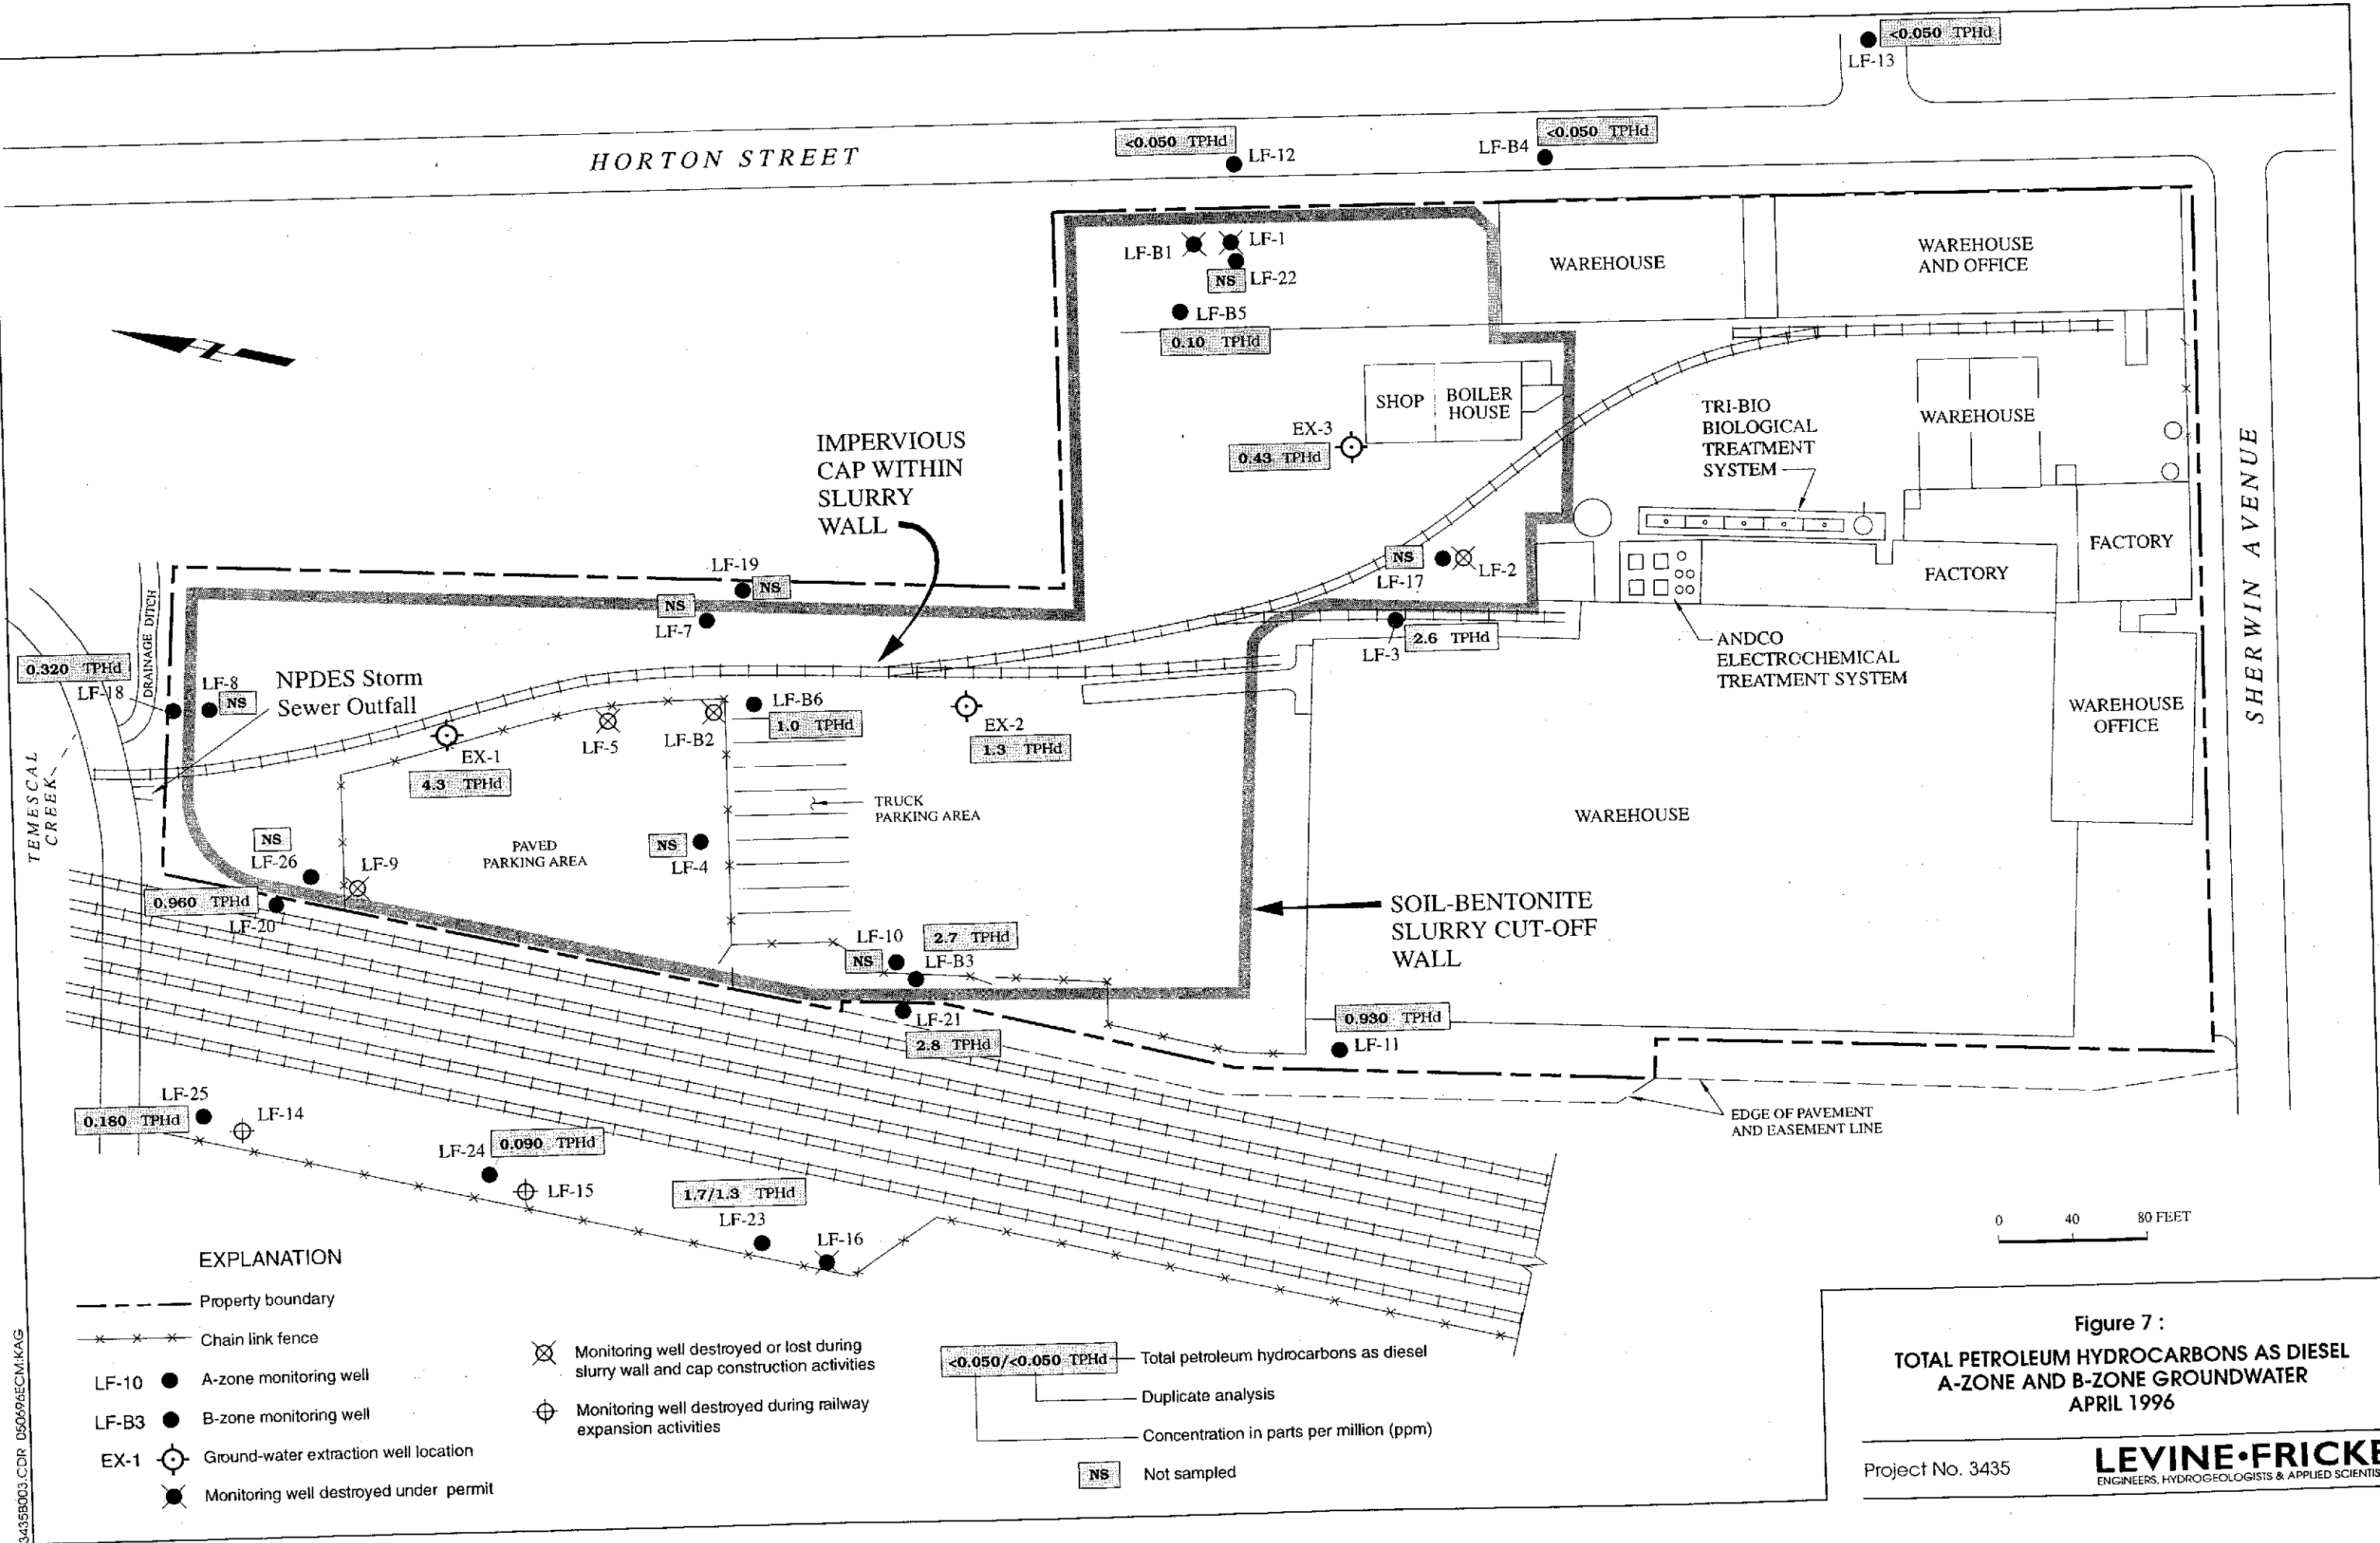 <0.050 TPHd
LF-13
HORTON STREET
<0.050 TPHd
LF-12
LF-B4
<0.050 TPHd
LF-B1
LF-1
NS
LF-22
LF-B5
0.10 TPHd
WAREHOUSE
WAREHOUSE
AND OFFICE
SHOP
BOILER
HOUSE
EX-3
0.43 TPHd
TRI-BIO
BIOLOGICAL
TREATMENT
SYSTEM
WAREHOUSE
SHERWIN AVENUE
IMPERVIOUS
CAP WITHIN
SLURRY
WALL
LF-19
NS
NS
LF-7
NS
LF-17
LF-2
FACTORY
FACTORY
LF-3
2.6 TPHd
ANDCO
ELECTROCHEMICAL
TREATMENT SYSTEM
WAREHOUSE
OFFICE
DRAINAGE DITCH
0.320 TPHd
LF-18
LF-8
NS
NPDES Storm
Sewer Outfall
TEMESCAL
CREEK
EX-1
4.3 TPHd
LF-5
LF-B2
LF-B6
1.0 TPHd
EX-2
1.3 TPHd
TRUCK
PARKING AREA
PAVED
PARKING AREA
NS
LF-4
WAREHOUSE
NS
LF-26
LF-9
0.960 TPHd
LF-20
LF-10
2.7 TPHd
NS
LF-B3
SOIL-BENTONITE
SLURRY CUT-OFF
WALL
LF-21
2.8 TPHd
0.930 TPHd
LF-11
LF-25
0.180 TPHd
LF-14
LF-24
0.090 TPHd
LF-15
1.7/1.3 TPHd
LF-23
LF-16
EDGE OF PAVEMENT
AND EASEMENT LINE
0 40 80 FEET
EXPLANATION
Property boundary
Chain link fence
LF-10 A-zone monitoring well
LF-B3 B-zone monitoring well
EX-1 Ground-water extraction well location
Monitoring well destroyed under permit
Monitoring well destroyed or lost during
slurry wall and cap construction activities
Monitoring well destroyed during railway
expansion activities
<0.050/<0.050 TPHd Total petroleum hydrocarbons as diesel
Duplicate analysis
Concentration in parts per million (ppm)
NS Not sampled
Figure 7 :
TOTAL PETROLEUM HYDROCARBONS AS DIESEL
A-ZONE AND B-ZONE GROUNDWATER
APRIL 1996
Project No. 3435
LEVINE•FRICKE
ENGINEERS, HYDROGEOLOGISTS & APPLIED SCIENTIS
3435B003.CDR 050696ECM:KAG